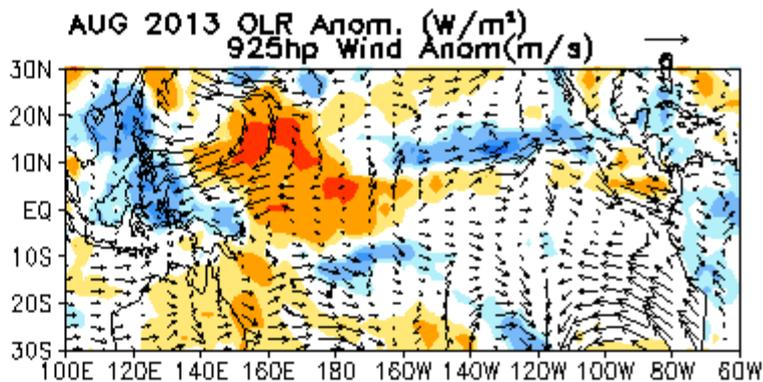 AUG 2013 OLR Anom. (W/m²)
925hp Wind Anom(m/s)
6
30N
20N
10N
EQ
10S
20S
30S
100E 120E 140E 160E 180 160W 140W 120W 100W 80W 60W